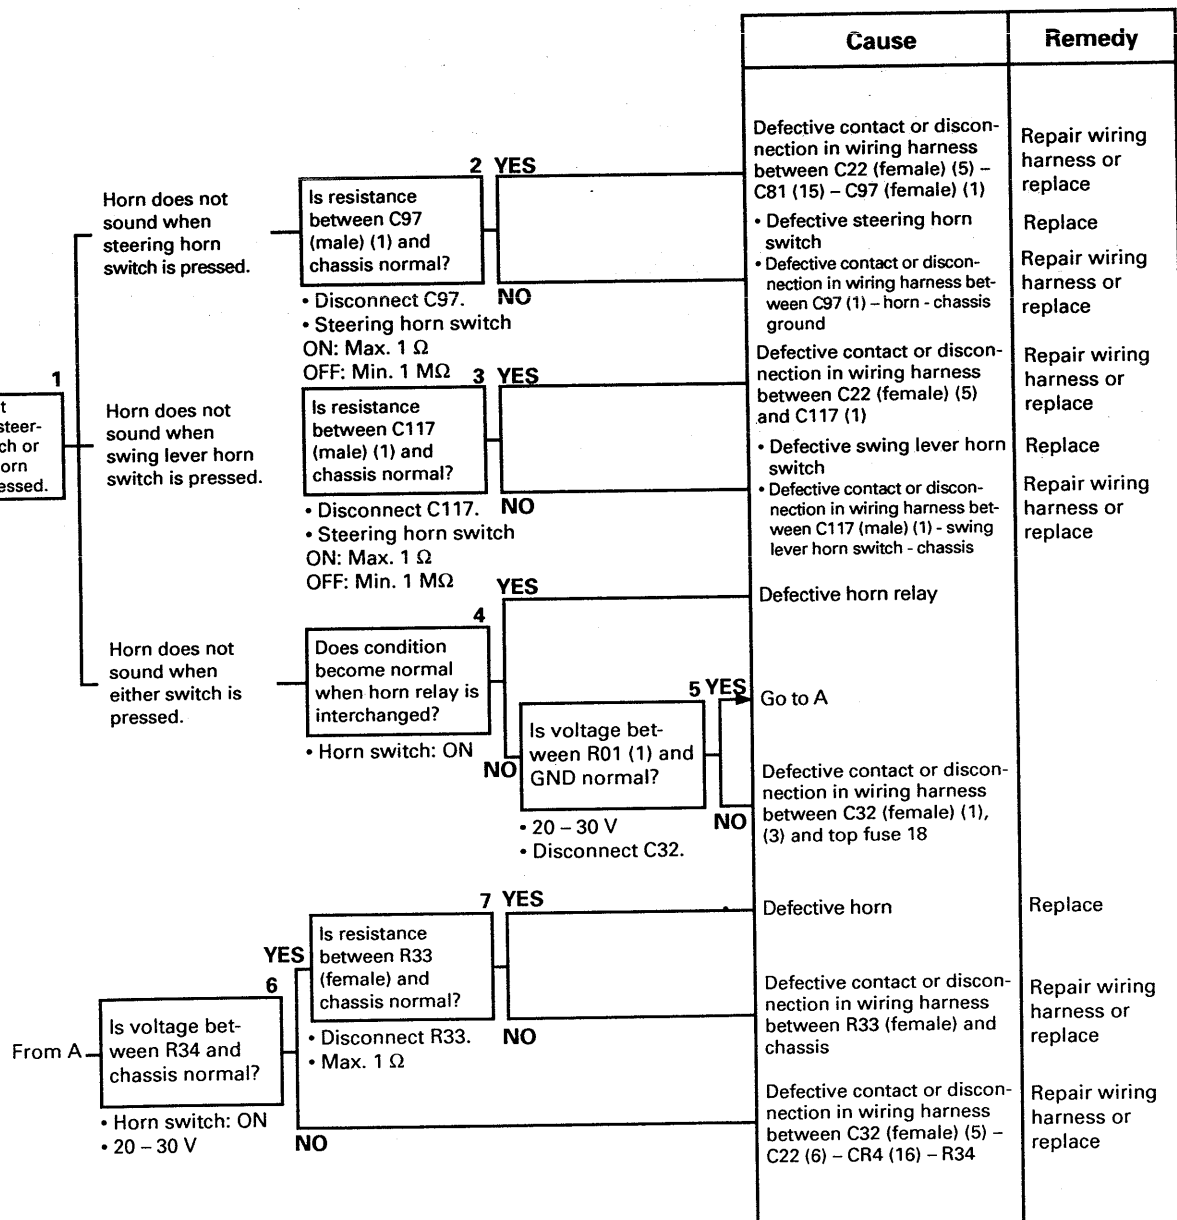 Cause
Remedy
1
t
steer-
ch or
orn
essed.
Horn does not
sound when
steering horn
switch is pressed.
2 YES
Is resistance
between C97
(male) (1) and
chassis normal?
NO
• Disconnect C97.
• Steering horn switch
ON: Max. 1 Ω
OFF: Min. 1 MΩ
Defective contact or discon-
nection in wiring harness
between C22 (female) (5) –
C81 (15) – C97 (female) (1)
Repair wiring
harness or
replace
• Defective steering horn
switch
Replace
• Defective contact or discon-
nection in wiring harness bet-
ween C97 (1) – horn - chassis
ground
Repair wiring
harness or
replace
Horn does not
sound when
swing lever horn
switch is pressed.
3 YES
Is resistance
between C117
(male) (1) and
chassis normal?
NO
• Disconnect C117.
• Steering horn switch
ON: Max. 1 Ω
OFF: Min. 1 MΩ
Defective contact or discon-
nection in wiring harness
between C22 (female) (5)
and C117 (1)
Repair wiring
harness or
replace
• Defective swing lever horn
switch
Replace
• Defective contact or discon-
nection in wiring harness bet-
ween C117 (male) (1) - swing
lever horn switch - chassis
Repair wiring
harness or
replace
Horn does not
sound when
either switch is
pressed.
4
YES
Does condition
become normal
when horn relay is
interchanged?
• Horn switch: ON
NO
Defective horn relay
5 YES
Is voltage bet-
ween R01 (1) and
GND normal?
NO
• 20 – 30 V
• Disconnect C32.
Go to A
Defective contact or discon-
nection in wiring harness
between C32 (female) (1),
(3) and top fuse 18
From A
6
Is voltage bet-
ween R34 and
chassis normal?
• Horn switch: ON
• 20 – 30 V
YES
NO
7 YES
Is resistance
between R33
(female) and
chassis normal?
NO
• Disconnect R33.
• Max. 1 Ω
Defective horn
Replace
Defective contact or discon-
nection in wiring harness
between R33 (female) and
chassis
Repair wiring
harness or
replace
Defective contact or discon-
nection in wiring harness
between C32 (female) (5) –
C22 (6) – CR4 (16) – R34
Repair wiring
harness or
replace